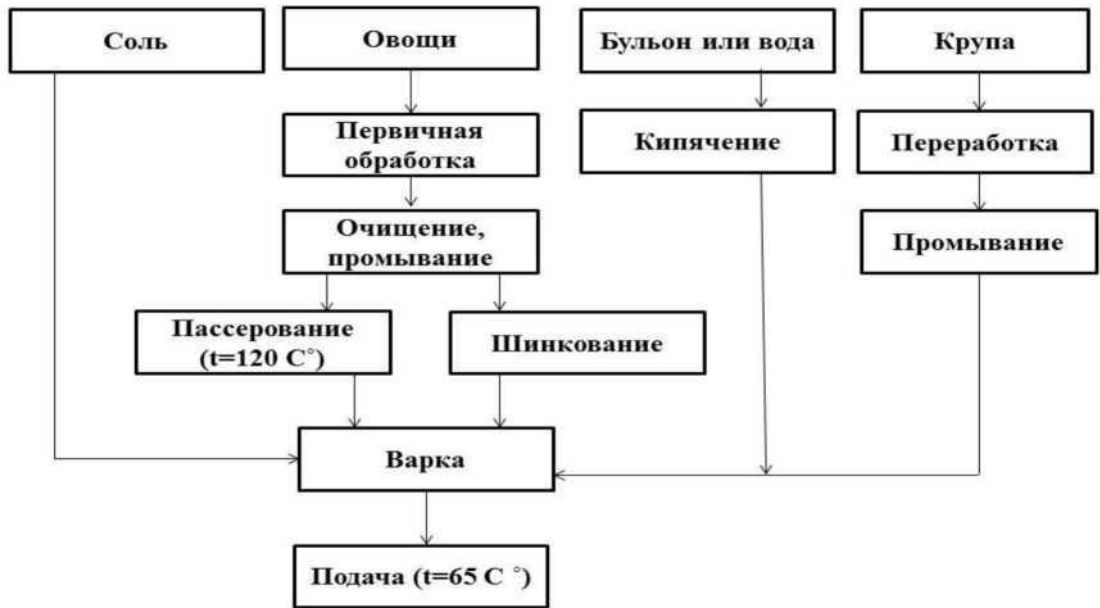 Соль
Овощи
Бульон или вода
Крупа
Первичная
обработка
Кипячение
Переработка
Очищение,
промывание
Промывание
Пассерование
(t=120 C˚)
Шинкование
Варка
Подача (t=65 C ˚)